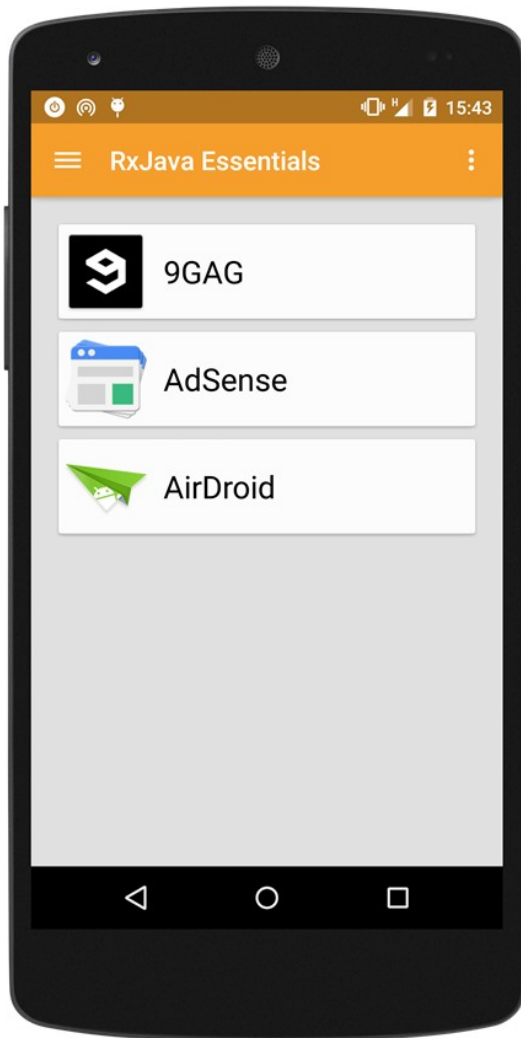 H 15:43
RxJava Essentials
9GAG
AdSense
AirDroid